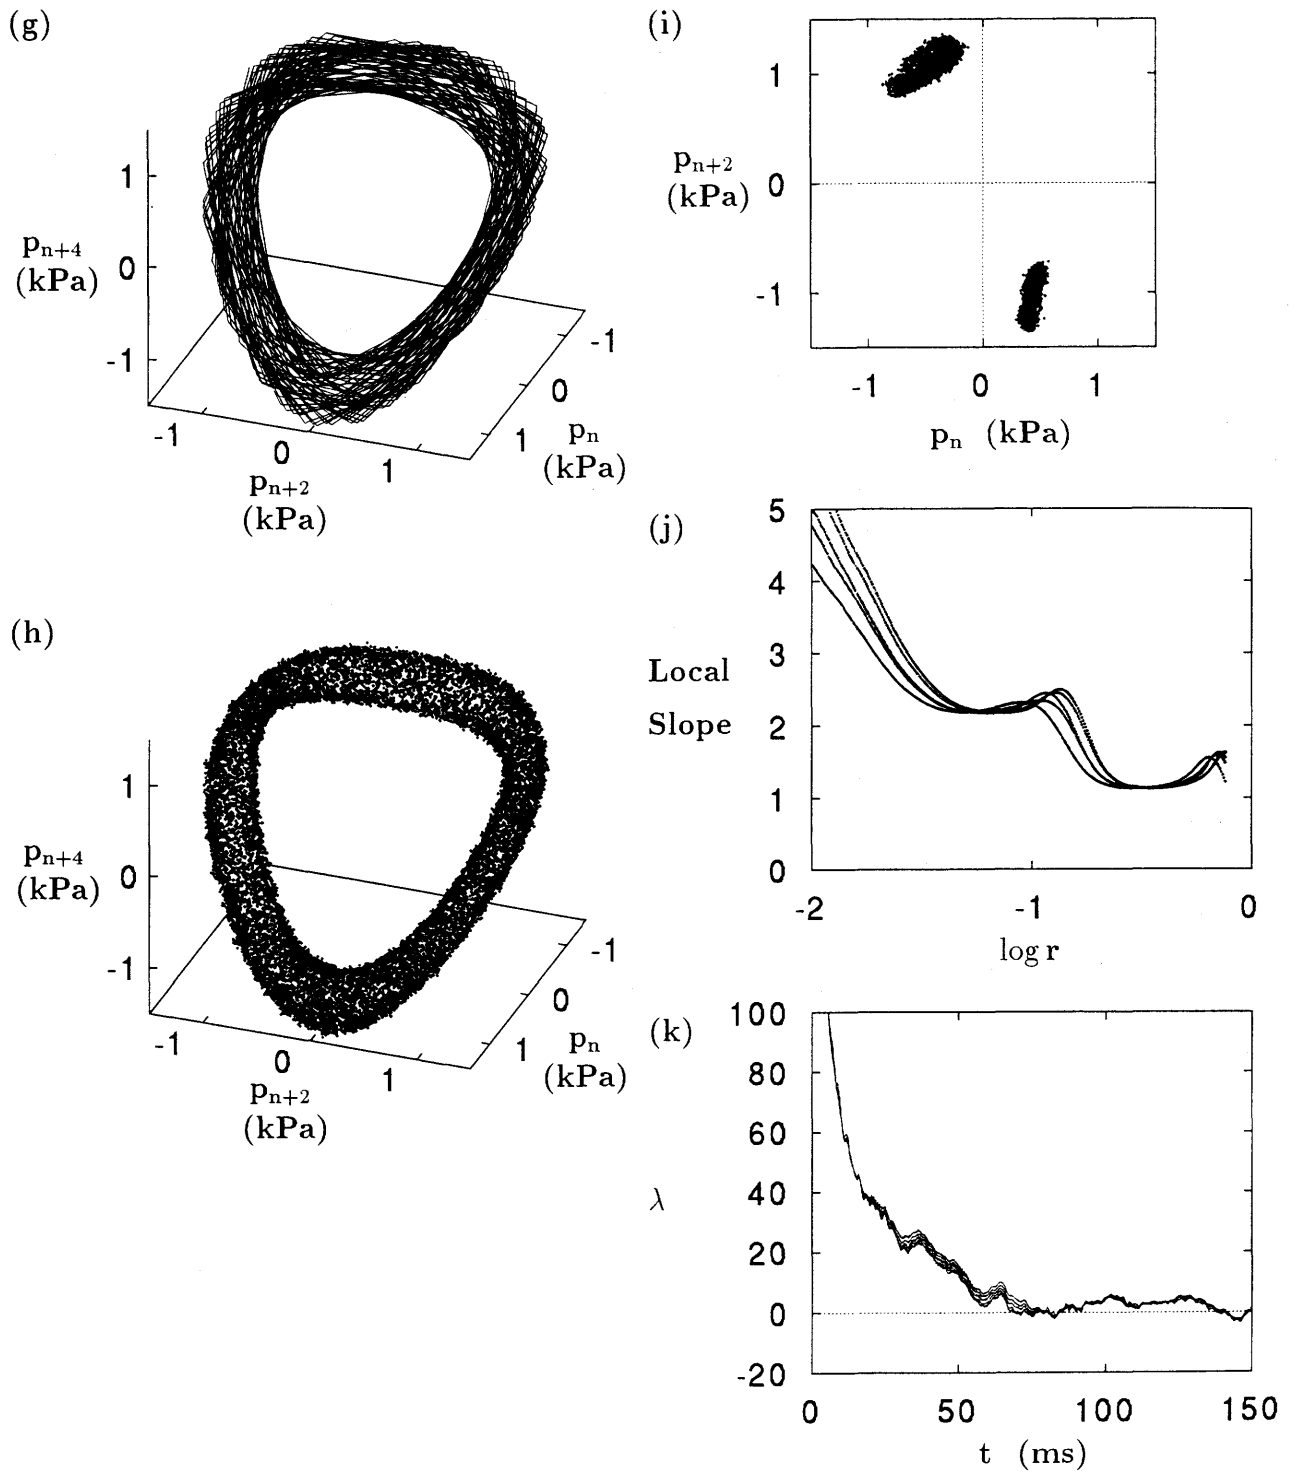 (g)
1
0
-1
pn+4
(kPa)
-1
0
1
pn+2
(kPa)
-1
0
1
pn
(kPa)
(h)
1
0
-1
pn+4
(kPa)
-1
0
1
pn+2
(kPa)
-1
0
1
pn
(kPa)
(i)
1
0
-1
pn+2
(kPa)
-1 0 1
pn (kPa)
(j)
5
4
3
2
1
0
Local
Slope
-2 -1 0
log r
(k)
100
80
60
40
20
0
-20
λ
0 50 100 150
t (ms)